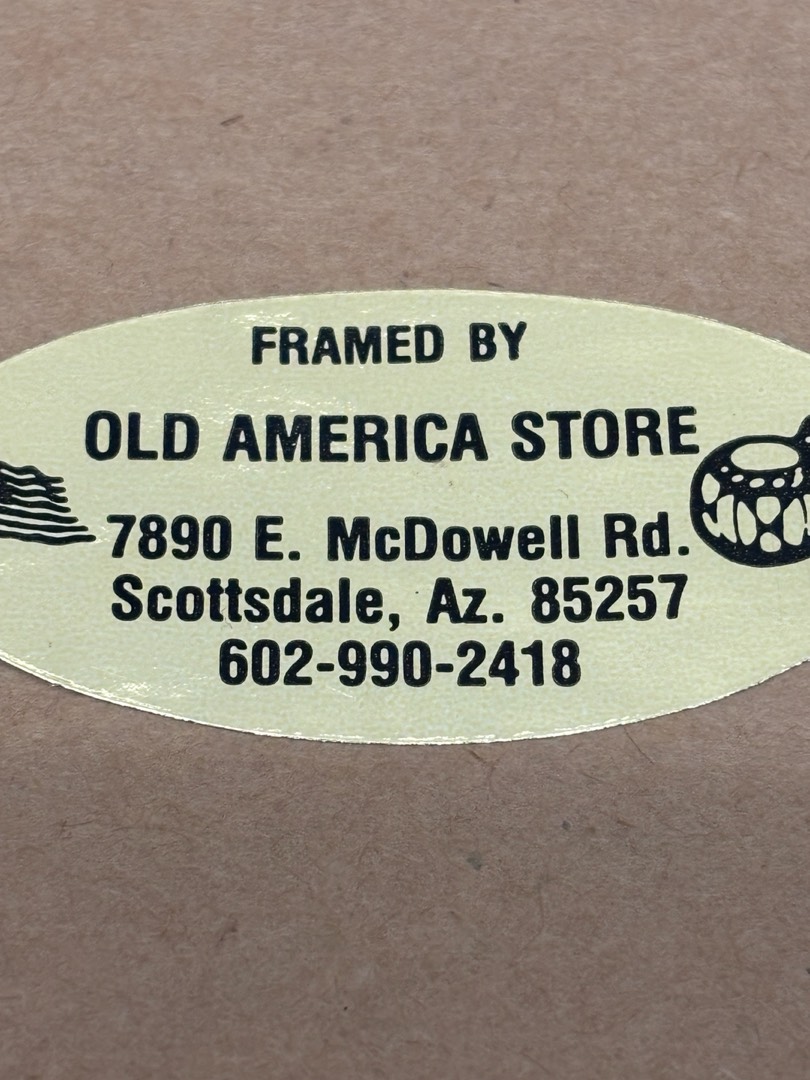 FRAMED BY
OLD AMERICA STORE
7890 E. McDowell Rd.
Scottsdale, Az. 85257
602-990-2418